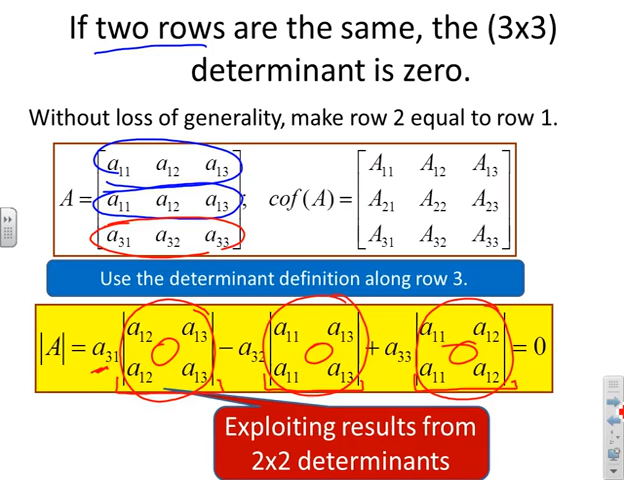 If two rows are the same, the (3x3)
determinant is zero.
Without loss of generality, make row 2 equal to row 1.
A = [a₁₁ a₁₂ a₁₃; a₁₁ a₁₂ a₁₃; a₃₁ a₃₂ a₃₃]; cof(A) = [A₁₁ A₁₂ A₁₃; A₂₁ A₂₂ A₂₃; A₃₁ A₃₂ A₃₃]
Use the determinant definition along row 3.
|A| = a₃₁ |a₁₂ a₁₃; a₁₂ a₁₃| − a₃₂ |a₁₁ a₁₃; a₁₁ a₁₃| + a₃₃ |a₁₁ a₁₂; a₁₁ a₁₂| = 0
Exploiting results from
2x2 determinants